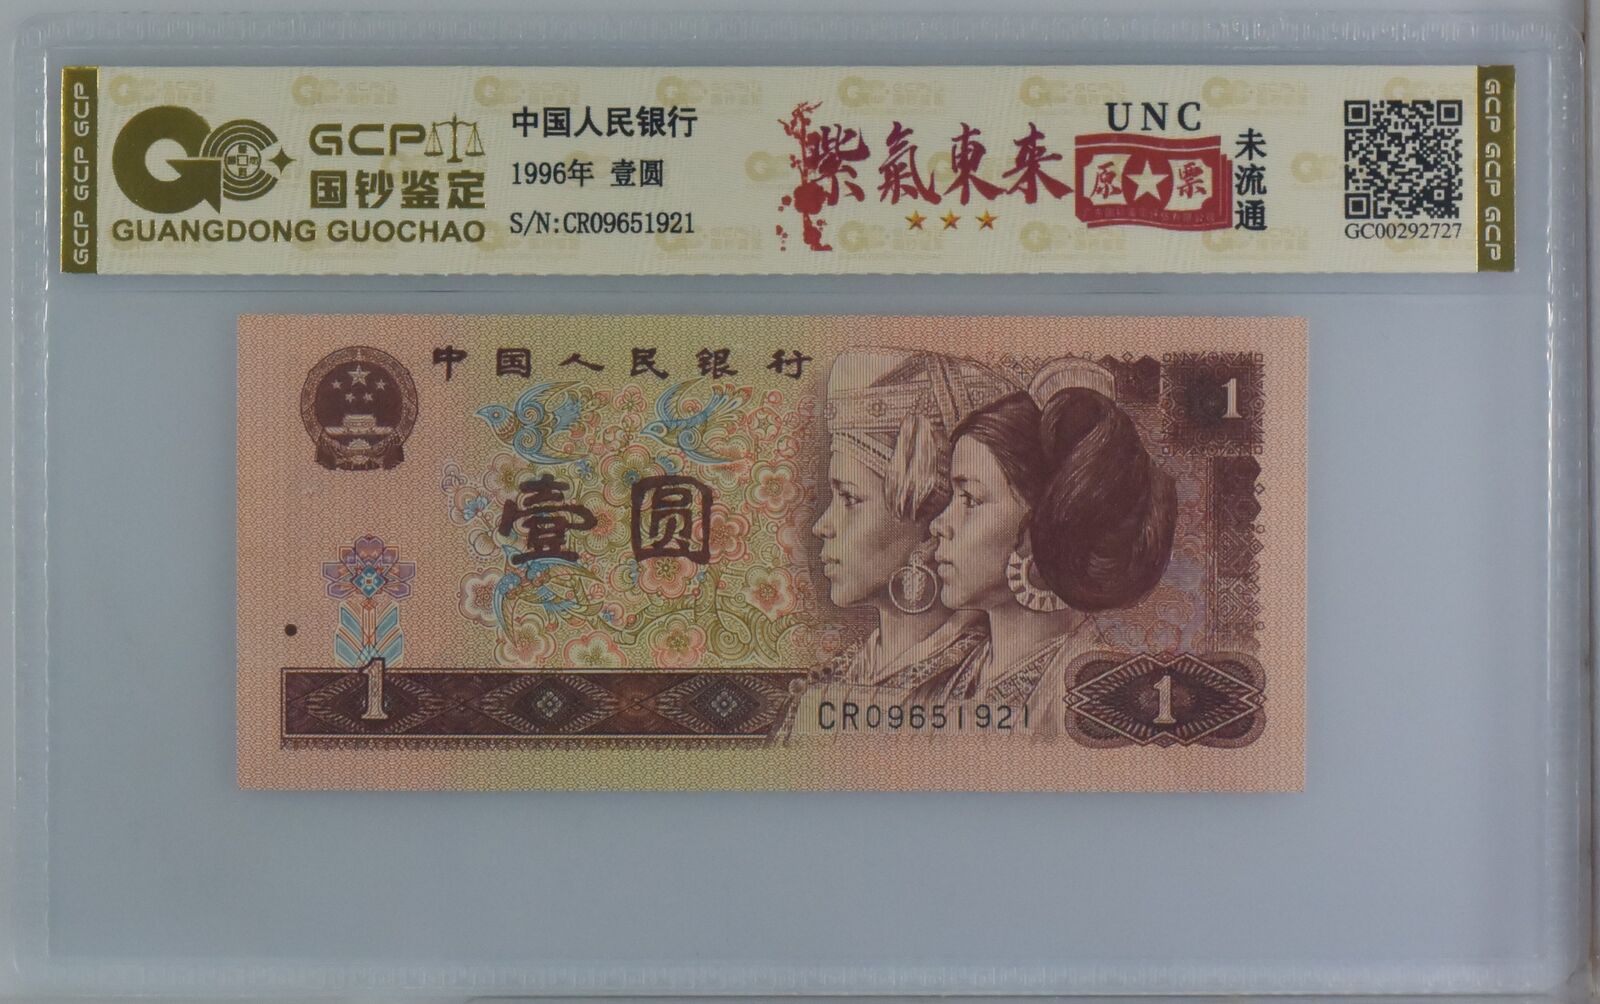 GCP GCP GCP
GCP
国钞鉴定
GUANGDONG GUOCHAO
中国人民银行
1996年 壹圆
S/N:CR09651921
紫氣東来
原★票
UNC
未流通
GC00292727
GCP GCP GCP
中国人民银行
1
壹圆
1
CR09651921
1